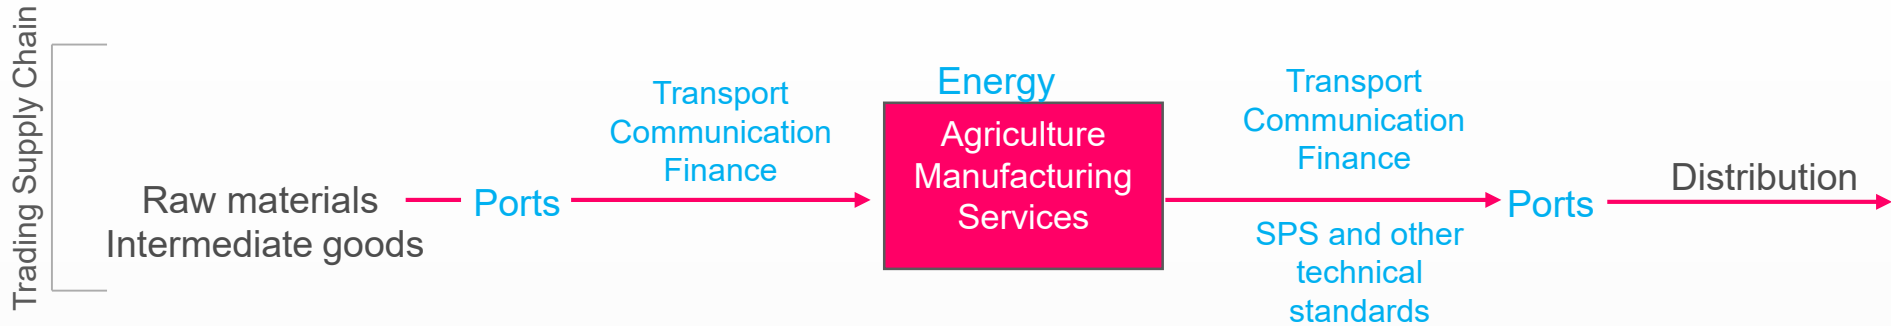 Trading Supply Chain
Raw materials
Intermediate goods
Ports
Transport
Communication
Finance
Energy
Agriculture
Manufacturing
Services
Transport
Communication
Finance
SPS and other
technical
standards
Ports
Distribution